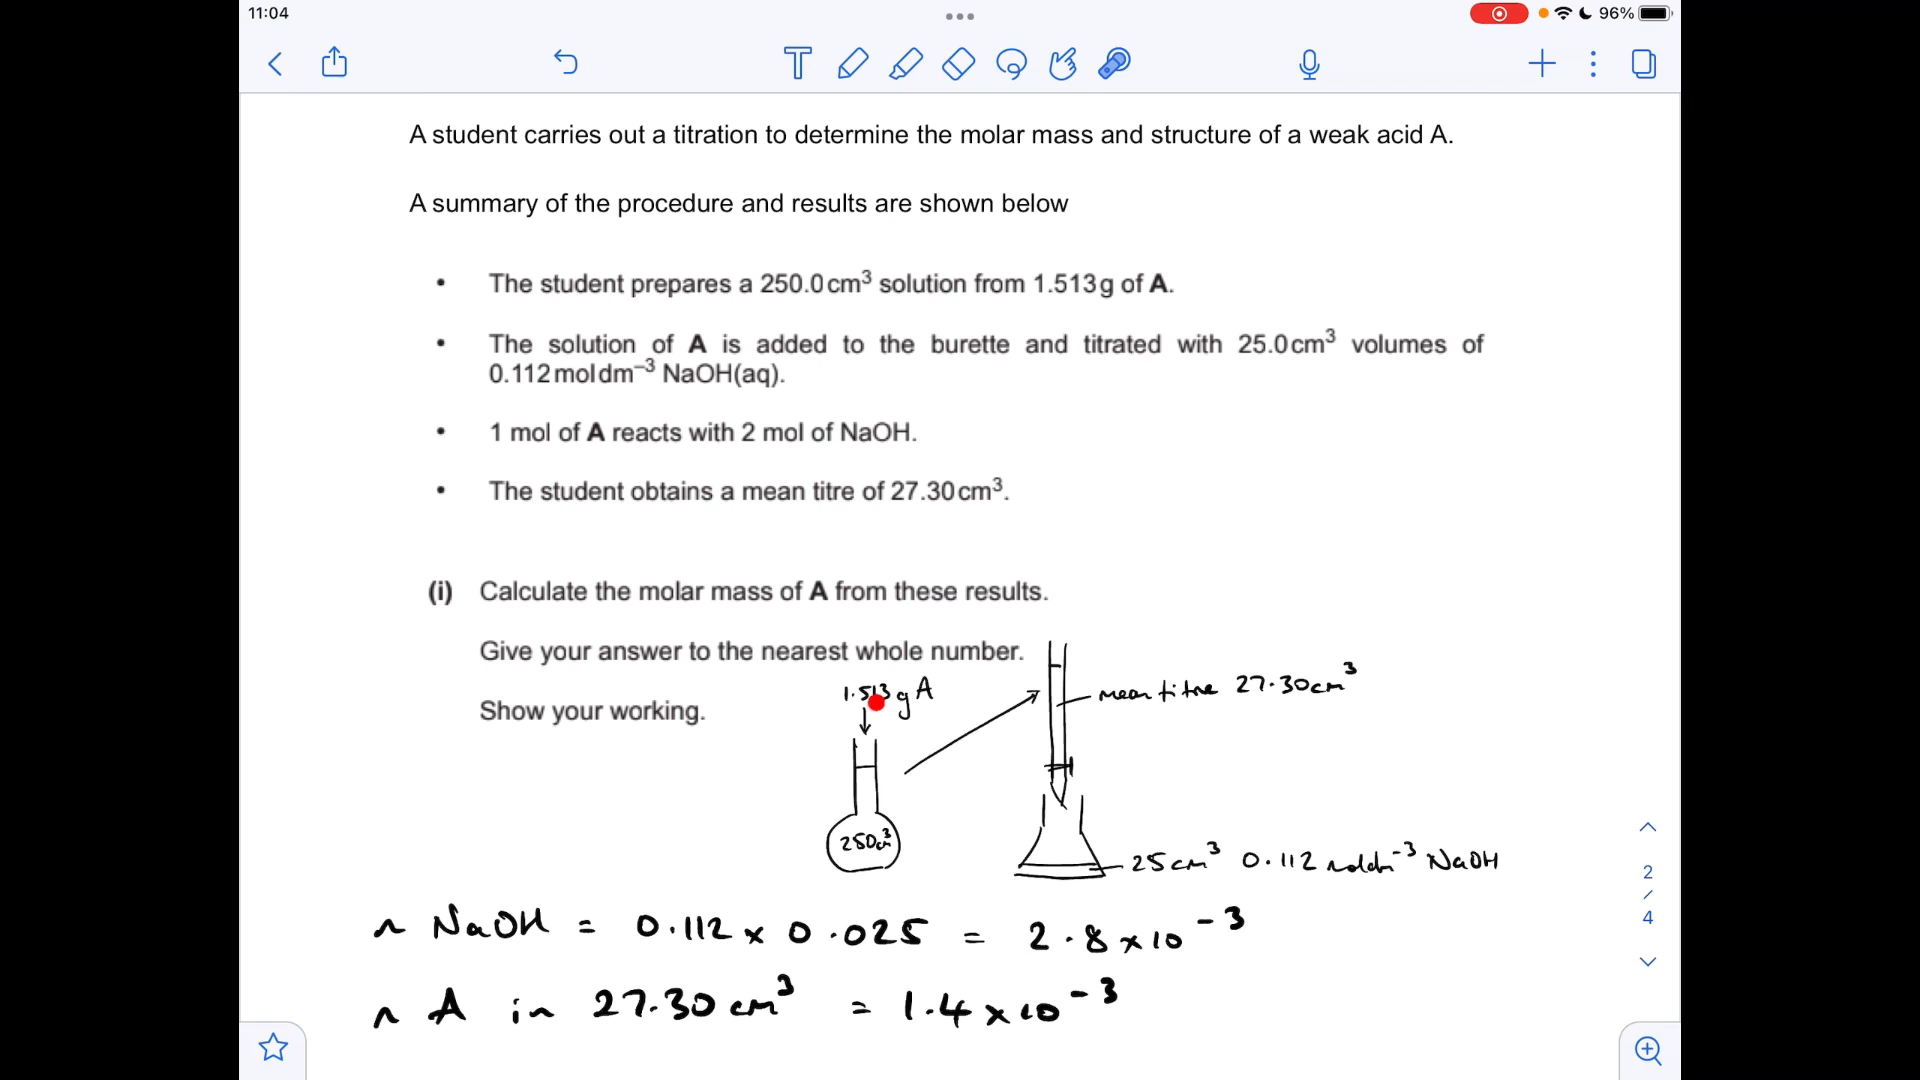 11:04
96%
A student carries out a titration to determine the molar mass and structure of a weak acid A.
A summary of the procedure and results are shown below
• The student prepares a 250.0 cm³ solution from 1.513 g of A.
• The solution of A is added to the burette and titrated with 25.0 cm³ volumes of
0.112 mol dm⁻³ NaOH(aq).
• 1 mol of A reacts with 2 mol of NaOH.
• The student obtains a mean titre of 27.30 cm³.
(i) Calculate the molar mass of A from these results.
Give your answer to the nearest whole number.
Show your working.
1.513 g A
mean titre 27.30 cm³
250cm³
25 cm³ 0.112 moldm⁻³ NaOH
n NaOH = 0.112 × 0.025 = 2.8 × 10⁻³
n A in 27.30 cm³ = 1.4 × 10⁻³
2
/
4